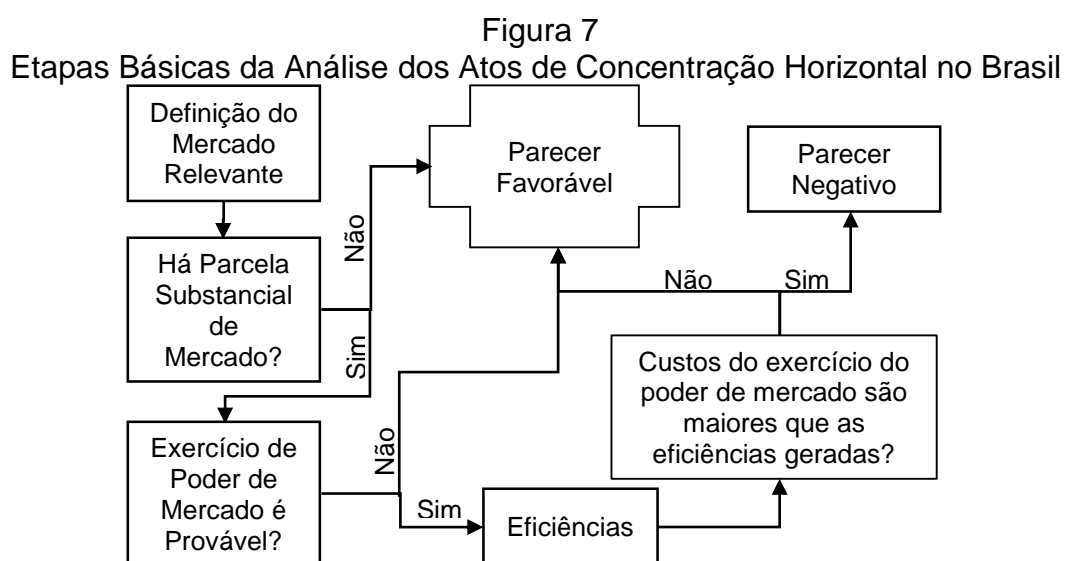 Figura 7
Etapas Básicas da Análise dos Atos de Concentração Horizontal no Brasil
Definição do
Mercado
Relevante
Parecer
Favorável
Parecer
Negativo
Não
Há Parcela
Substancial
de
Mercado?
Sim
Não
Sim
Custos do exercício do
poder de mercado são
maiores que as
eficiências geradas?
Exercício de
Poder de
Mercado é
Provável?
Não
Sim
Eficiências